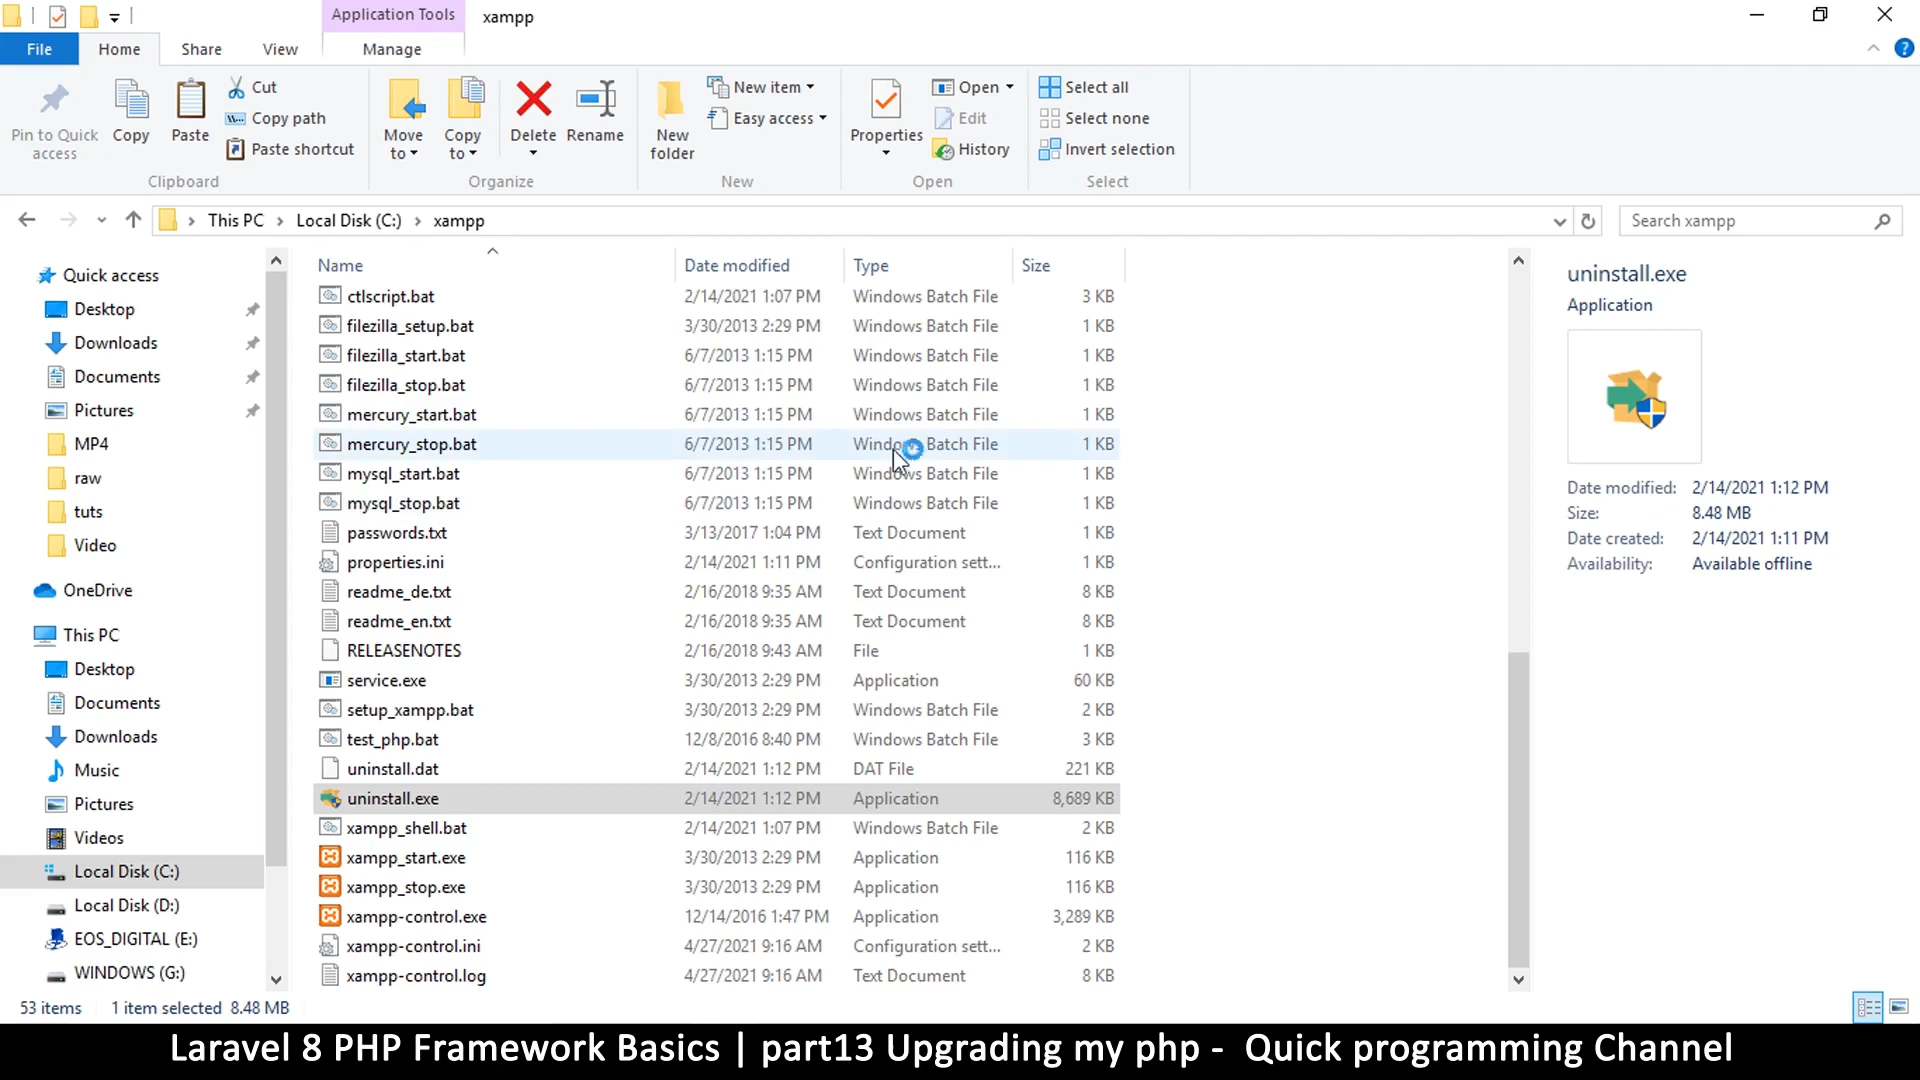 Application Tools
xampp
File
Home
Share
View
Manage
Pin to Quick access
Copy
Paste
Cut
Copy path
Paste shortcut
Clipboard
Move to
Copy to
Delete
Rename
Organize
New folder
New item
Easy access
New
Properties
Open
Edit
History
Open
Select all
Select none
Invert selection
Select
This PC > Local Disk (C:) > xampp
Search xampp
Quick access
Desktop
Downloads
Documents
Pictures
MP4
raw
tuts
Video
OneDrive
This PC
Desktop
Documents
Downloads
Music
Pictures
Videos
Local Disk (C:)
Local Disk (D:)
EOS_DIGITAL (E:)
WINDOWS (G:)
Name Date modified Type Size
ctlscript.bat 2/14/2021 1:07 PM Windows Batch File 3 KB
filezilla_setup.bat 3/30/2013 2:29 PM Windows Batch File 1 KB
filezilla_start.bat 6/7/2013 1:15 PM Windows Batch File 1 KB
filezilla_stop.bat 6/7/2013 1:15 PM Windows Batch File 1 KB
mercury_start.bat 6/7/2013 1:15 PM Windows Batch File 1 KB
mercury_stop.bat 6/7/2013 1:15 PM Windows Batch File 1 KB
mysql_start.bat 6/7/2013 1:15 PM Windows Batch File 1 KB
mysql_stop.bat 6/7/2013 1:15 PM Windows Batch File 1 KB
passwords.txt 3/13/2017 1:04 PM Text Document 1 KB
properties.ini 2/14/2021 1:11 PM Configuration sett... 1 KB
readme_de.txt 2/16/2018 9:35 AM Text Document 8 KB
readme_en.txt 2/16/2018 9:35 AM Text Document 8 KB
RELEASENOTES 2/16/2018 9:43 AM File 1 KB
service.exe 3/30/2013 2:29 PM Application 60 KB
setup_xampp.bat 3/30/2013 2:29 PM Windows Batch File 2 KB
test_php.bat 12/8/2016 8:40 PM Windows Batch File 3 KB
uninstall.dat 2/14/2021 1:12 PM DAT File 221 KB
uninstall.exe 2/14/2021 1:12 PM Application 8,689 KB
xampp_shell.bat 2/14/2021 1:07 PM Windows Batch File 2 KB
xampp_start.exe 3/30/2013 2:29 PM Application 116 KB
xampp_stop.exe 3/30/2013 2:29 PM Application 116 KB
xampp-control.exe 12/14/2016 1:47 PM Application 3,289 KB
xampp-control.ini 4/27/2021 9:16 AM Configuration sett... 2 KB
xampp-control.log 4/27/2021 9:16 AM Text Document 8 KB
uninstall.exe
Application
Date modified: 2/14/2021 1:12 PM
Size: 8.48 MB
Date created: 2/14/2021 1:11 PM
Availability: Available offline
53 items 1 item selected 8.48 MB
Laravel 8 PHP Framework Basics | part13 Upgrading my php - Quick programming Channel